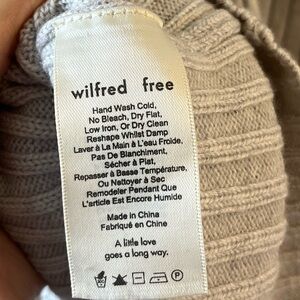 wilfred free
Hand Wash Cold,
No Bleach, Dry Flat,
Low Iron, Or Dry Clean
Reshape Whilst Damp
Laver à La Main à L'eau Froide,
Pas De Blanchiment,
Sécher à Plat,
Repasser à Basse Température,
Ou Nettoyer à Sec
Remodeler Pendant Que
L'article Est Encore Humide
Made in China
Fabriqué en Chine
A little love
goes a long way.
P